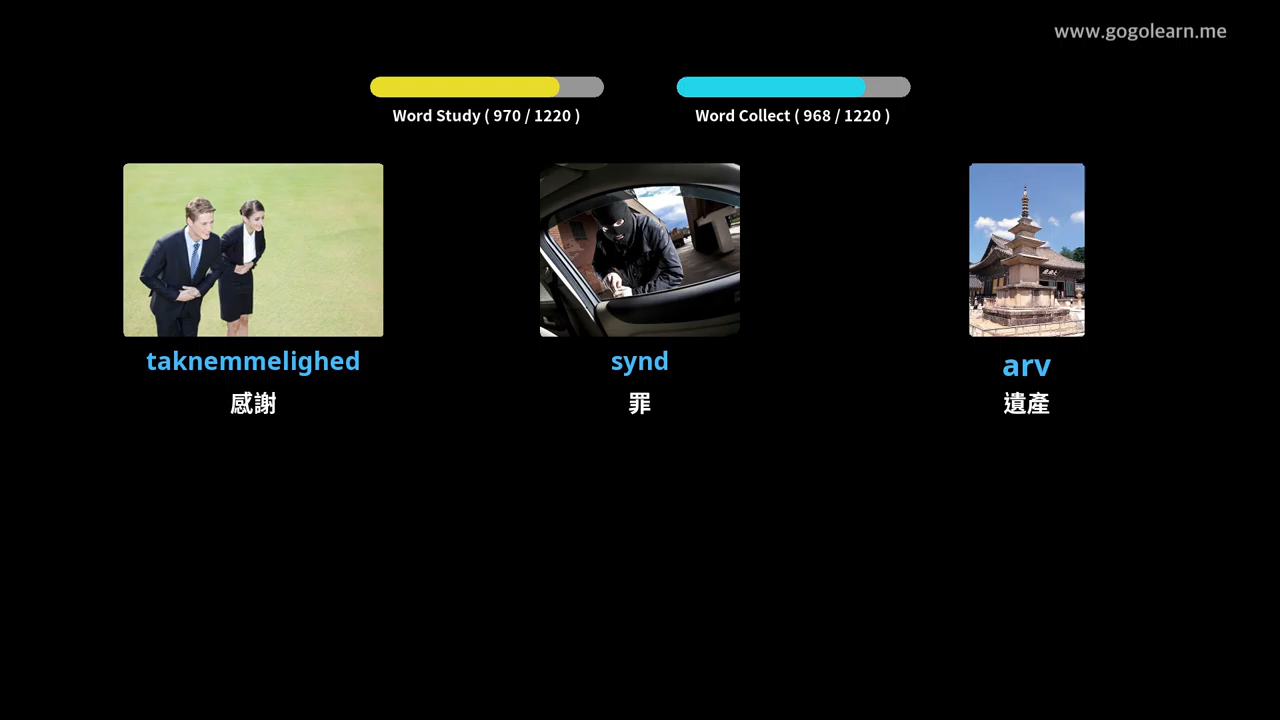 www.gogolearn.me
Word Study ( 970 / 1220 )
Word Collect ( 968 / 1220 )
taknemmelighed
synd
arv
感謝
罪
遺產